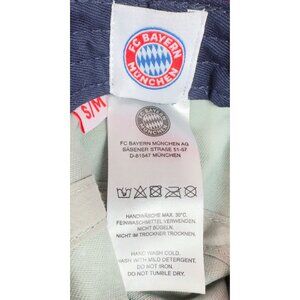 FC BAYERN
MÜNCHEN
S/M
FC BAYERN MÜNCHEN AG
SÄBENER STRASSE 51-57
D-81547 MÜNCHEN
HANDWÄSCHE MAX. 30°C.
FEINWASCHMITTEL VERWENDEN.
NICHT BÜGELN.
NICHT IM TROCKNER TROCKNEN.
HAND WASH COLD.
WASH WITH MILD DETERGENT.
DO NOT IRON.
DO NOT TUMBLE DRY.